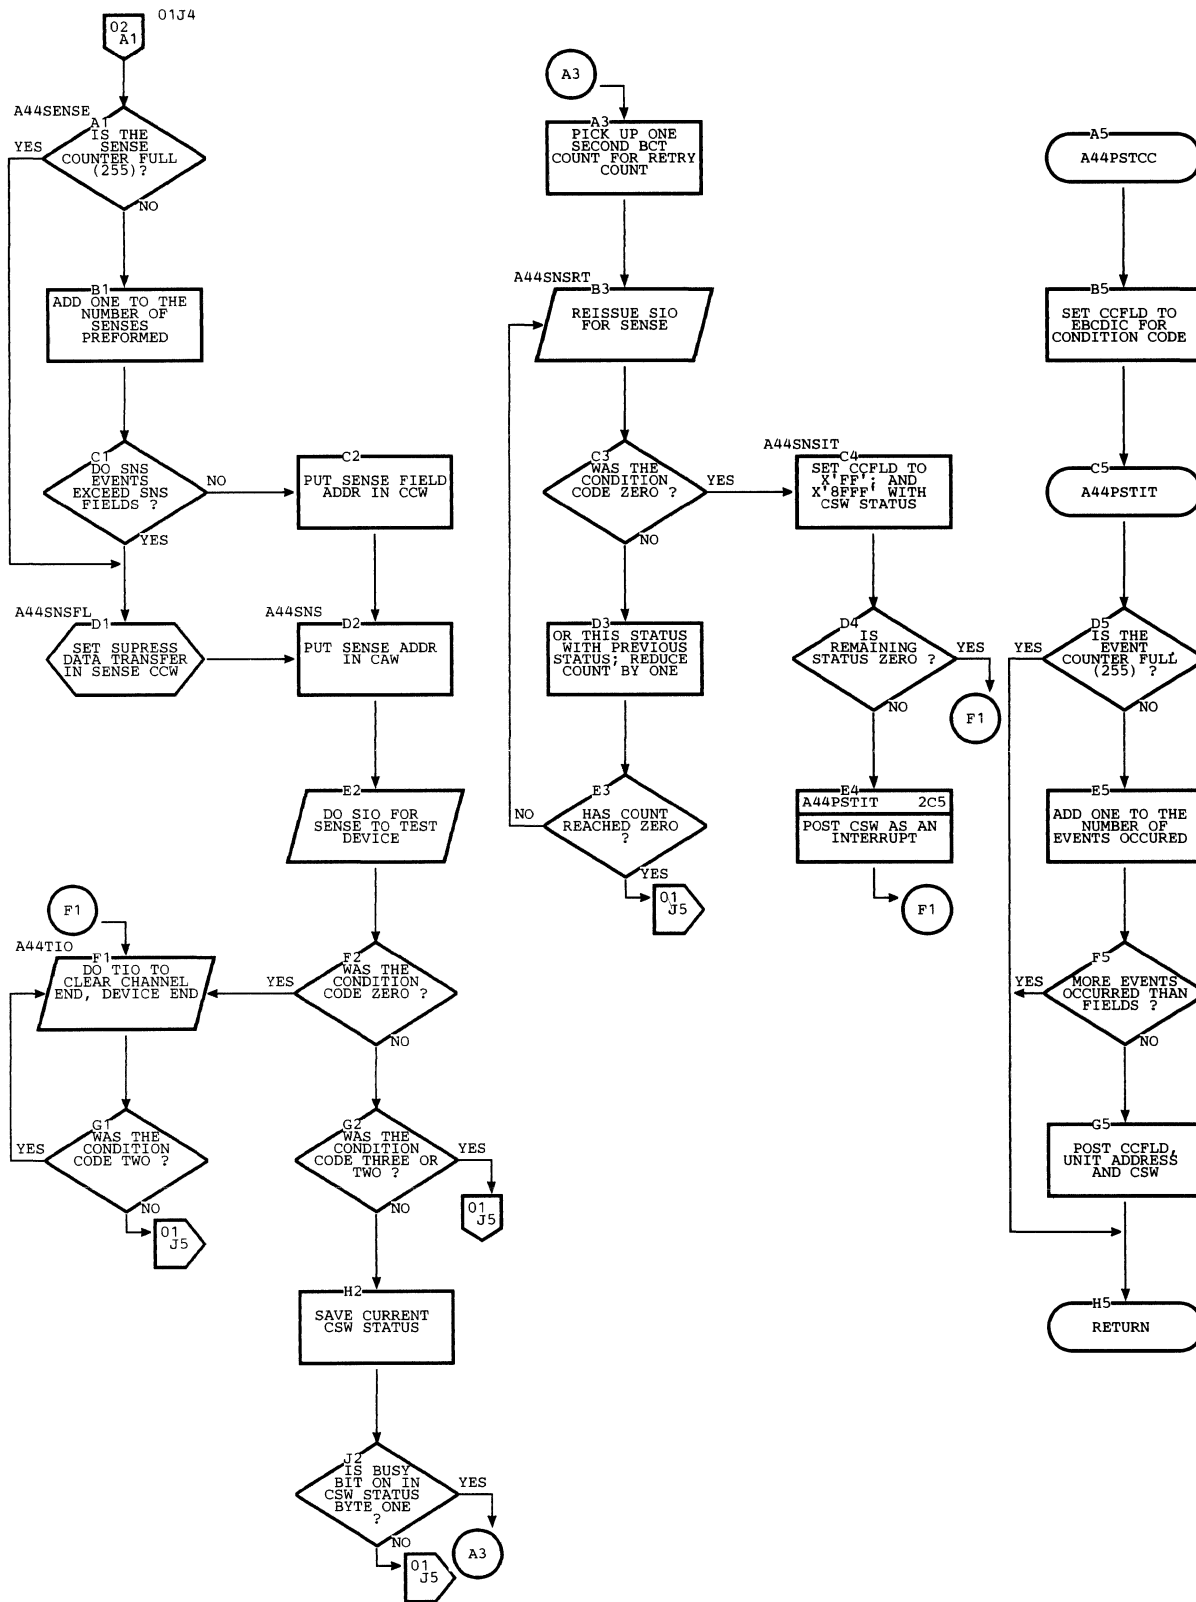 01J4
02
A1
A44SENSE
A1
IS THE
SENSE
COUNTER FULL
(255)?
YES
NO
B1
ADD ONE TO THE
NUMBER OF
SENSES
PREFORMED
C1
DO SNS
EVENTS
EXCEED SNS
FIELDS ?
NO
YES
C2
PUT SENSE FIELD
ADDR IN CCW
A44SNSFL
D1
SET SUPRESS
DATA TRANSFER
IN SENSE CCW
A44SNS
D2
PUT SENSE ADDR
IN CAW
E2
DO SIO FOR
SENSE TO TEST
DEVICE
F1
A44TIO
F1
DO TIO TO
CLEAR CHANNEL
END, DEVICE END
YES
F2
WAS THE
CONDITION
CODE ZERO ?
NO
G1
WAS THE
CONDITION
CODE TWO ?
YES
NO
01
J5
G2
WAS THE
CONDITION
CODE THREE OR
TWO ?
YES
NO
01
J5
H2
SAVE CURRENT
CSW STATUS
J2
IS BUSY
BIT ON IN
CSW STATUS
BYTE ONE
?
YES
NO
01
J5
A3
A3
A3
PICK UP ONE
SECOND BCT
COUNT FOR RETRY
COUNT
A44SNSRT
B3
REISSUE SIO
FOR SENSE
C3
WAS THE
CONDITION
CODE ZERO ?
YES
NO
A44SNSIT
C4
SET CCFLD TO
X'FF'; AND
X'8FFF' WITH
CSW STATUS
D3
OR THIS STATUS
WITH PREVIOUS
STATUS; REDUCE
COUNT BY ONE
D4
IS
REMAINING
STATUS ZERO ?
YES
NO
F1
E3
HAS COUNT
REACHED ZERO
?
NO
YES
01
J5
E4
A44PSTIT 2C5
POST CSW AS AN
INTERRUPT
F1
A5
A44PSTCC
B5
SET CCFLD TO
EBCDIC FOR
CONDITION CODE
C5
A44PSTIT
D5
IS THE
EVENT
COUNTER FULL
(255) ?
YES
NO
E5
ADD ONE TO THE
NUMBER OF
EVENTS OCCURED
F5
MORE EVENTS
OCCURRED THAN
FIELDS ?
YES
NO
G5
POST CCFLD,
UNIT ADDRESS
AND CSW
H5
RETURN